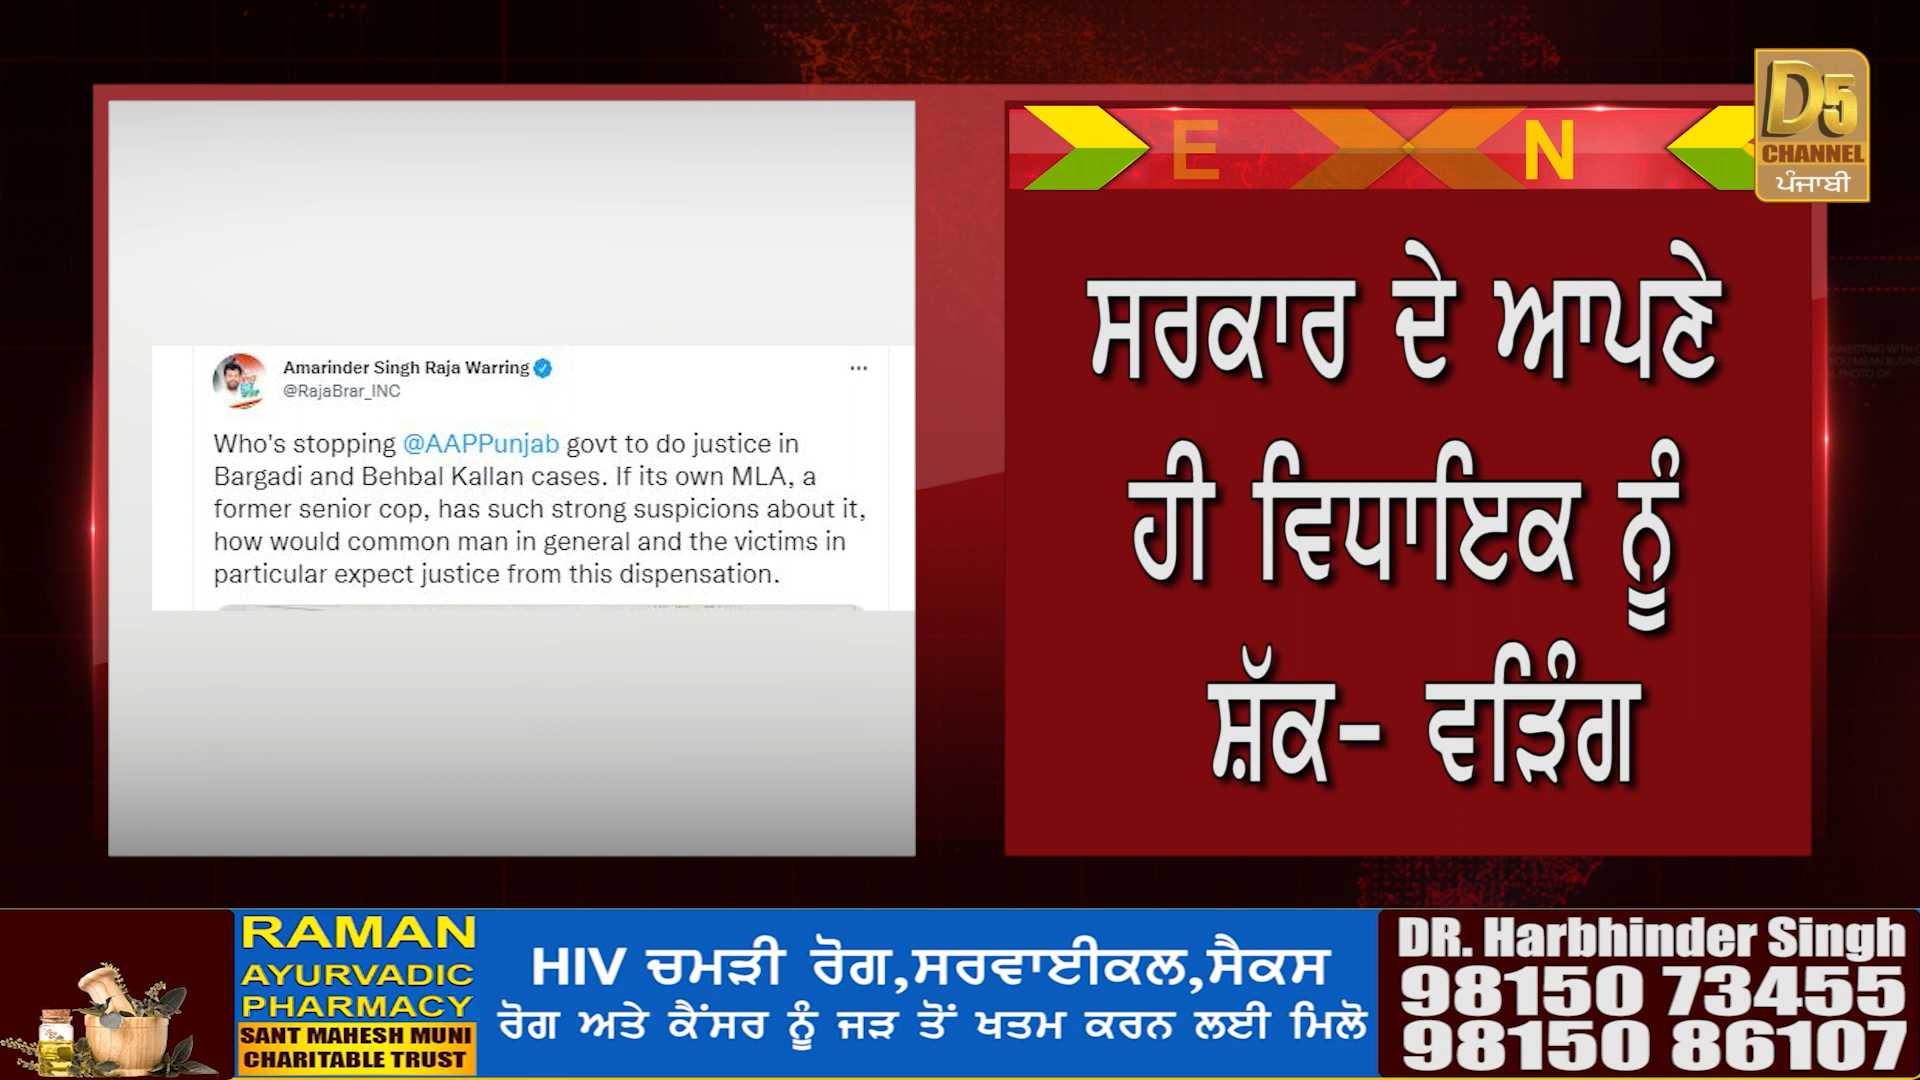 E N
D5
CHANNEL
ਪੰਜਾਬੀ
Amarinder Singh Raja Warring
@RajaBrar_INC
Who's stopping @AAPPunjab govt to do justice in
Bargadi and Behbal Kallan cases. If its own MLA, a
former senior cop, has such strong suspicions about it,
how would common man in general and the victims in
particular expect justice from this dispensation.
ਸਰਕਾਰ ਦੇ ਆਪਣੇ
ਹੀ ਵਿਧਾਇਕ ਨੂੰ
ਸ਼ੱਕ- ਵੜਿੰਗ
RAMAN
AYURVADIC
PHARMACY
SANT MAHESH MUNI
CHARITABLE TRUST
HIV ਚਮੜੀ ਰੋਗ,ਸਰਵਾਈਕਲ,ਸੈਕਸ
ਰੋਗ ਅਤੇ ਕੈਂਸਰ ਨੂੰ ਜੜ ਤੋਂ ਖਤਮ ਕਰਨ ਲਈ ਮਿਲੋ
DR. Harbhinder Singh
98150 73455
98150 86107